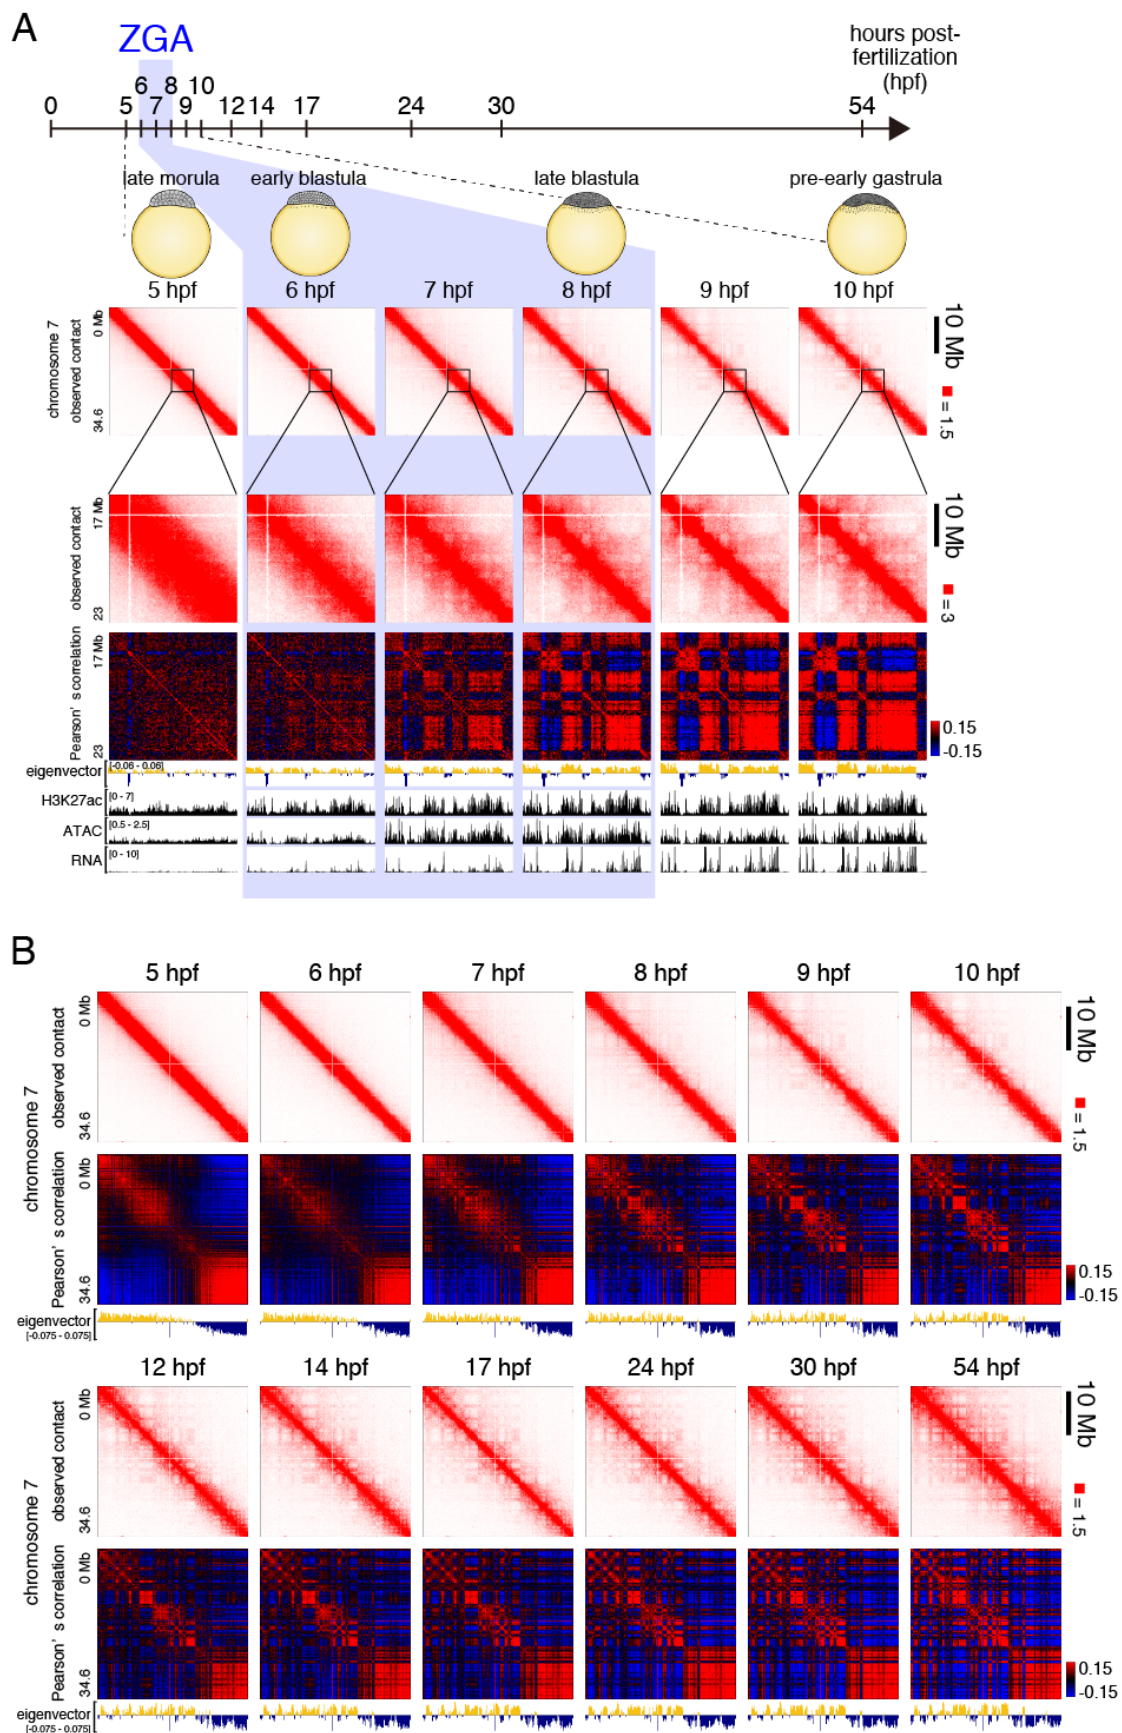 A
ZGA
hours post-
fertilization
(hpf)
0
5
6
7
8
9
10
12
14
17
24
30
54
late morula
early blastula
late blastula
pre-early gastrula
5 hpf
6 hpf
7 hpf
8 hpf
9 hpf
10 hpf
chromosome 7
observed contact
0 Mb
34.6
10 Mb
= 1.5
observed contact
17 Mb
23
10 Mb
= 3
Pearson' s correlation
17 Mb
23
0.15
-0.15
eigenvector
[-0.06 - 0.06]
H3K27ac
[0 - 7]
ATAC
[0.5 - 2.5]
RNA
[0 - 10]
B
5 hpf
6 hpf
7 hpf
8 hpf
9 hpf
10 hpf
chromosome 7
observed contact
0 Mb
34.6
10 Mb
= 1.5
Pearson' s correlation
0 Mb
34.6
0.15
-0.15
eigenvector
[-0.075 - 0.075]
12 hpf
14 hpf
17 hpf
24 hpf
30 hpf
54 hpf
chromosome 7
observed contact
0 Mb
34.6
10 Mb
= 1.5
Pearson' s correlation
0 Mb
34.6
0.15
-0.15
eigenvector
[-0.075 - 0.075]